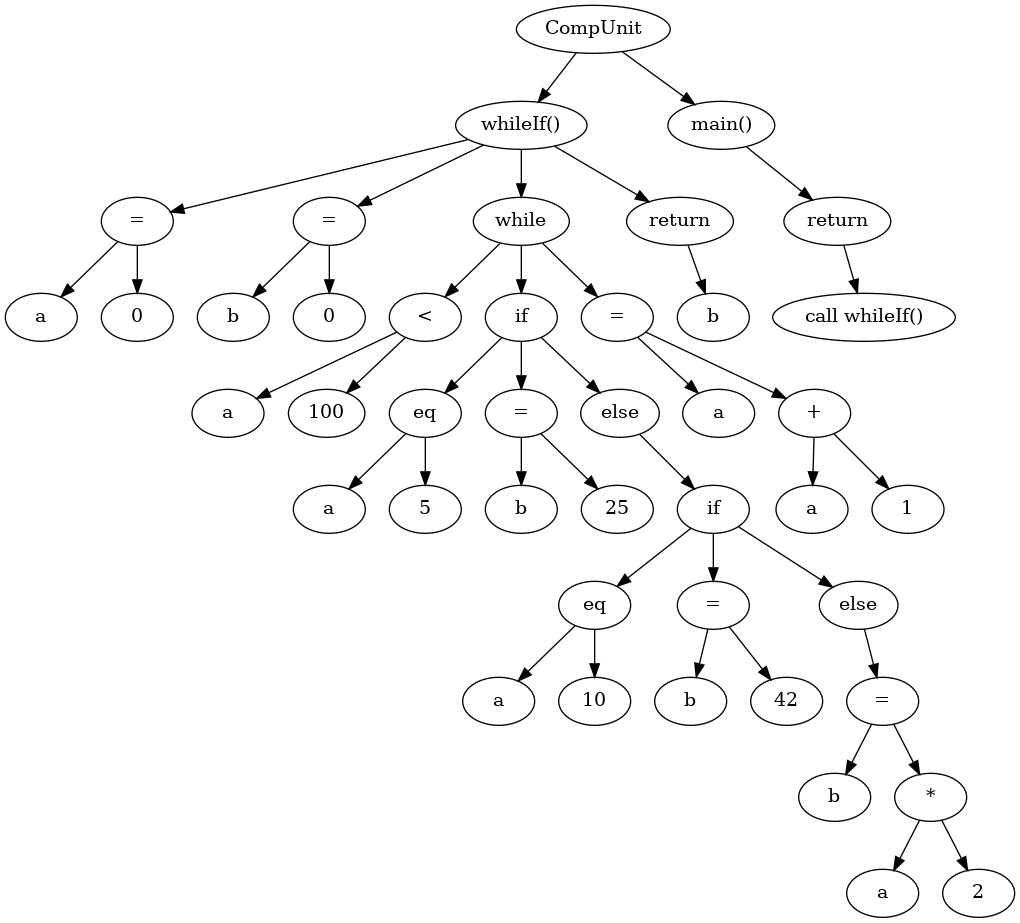 CompUnit
whileIf() main()
= = while return return
a 0 b 0 < if = b call whileIf()
a 100 eq = else a +
a 5 b 25 if a 1
eq = else
a 10 b 42 =
b *
a 2